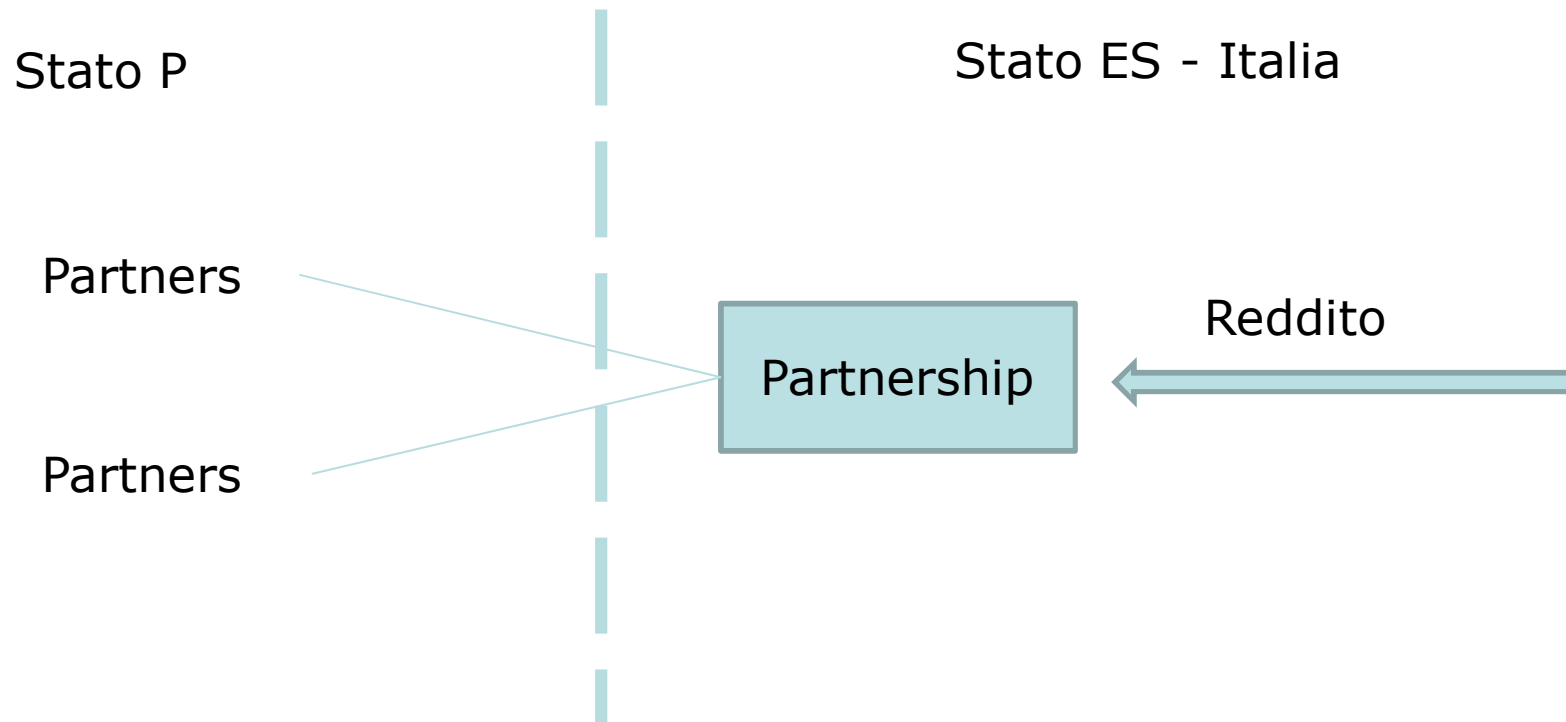 Stato P
Stato ES - Italia
Partners
Reddito
Partnership
Partners